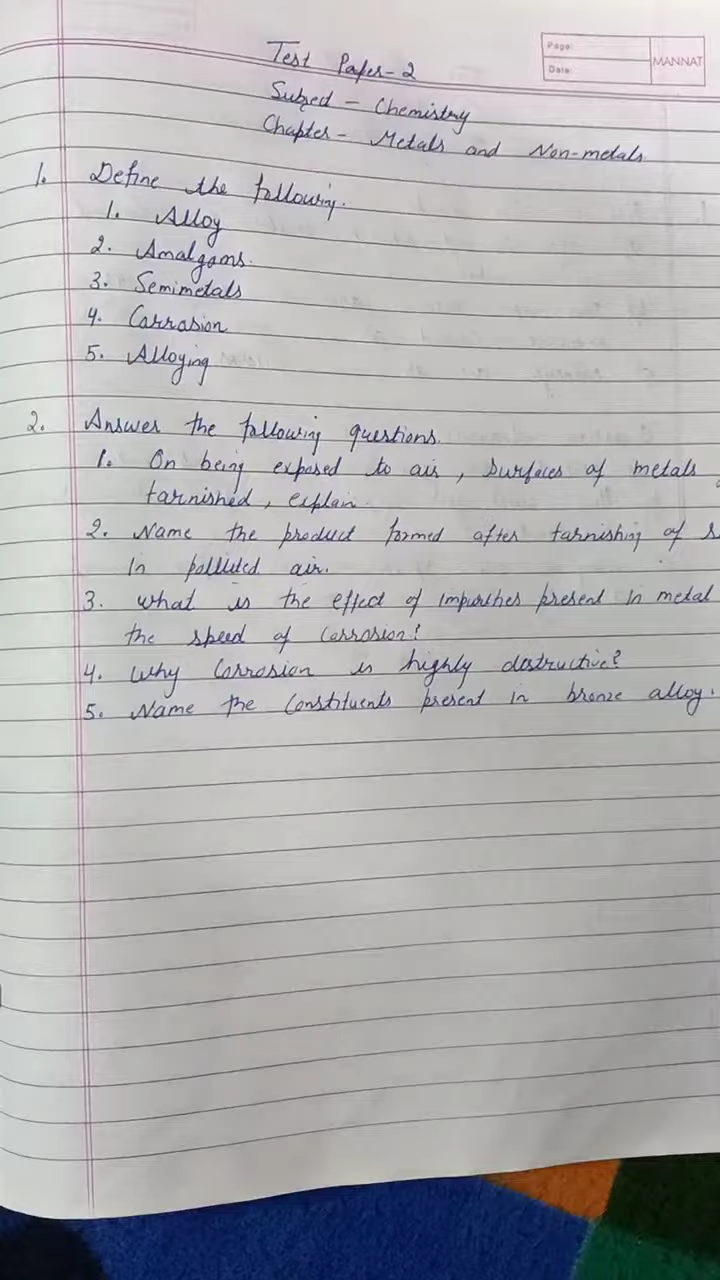 Test Paper-2
Page:
Date:
MANNAT
Subject - Chemistry
Chapter - Metals and Non-metals
1. Define the following.
1. Alloy
2. Amalgams.
3. Semimetals
4. Corrosion
5. Alloying
2. Answer the following questions.
1. On being exposed to air, surfaces of metals
tarnished, explain.
2. Name the product formed after tarnishing of
in polluted air.
3. What is the effect of impurities present in metal
the speed of corrosion?
4. Why Corrosion is highly destructive?
5. Name the Constituents present in bronze alloy.